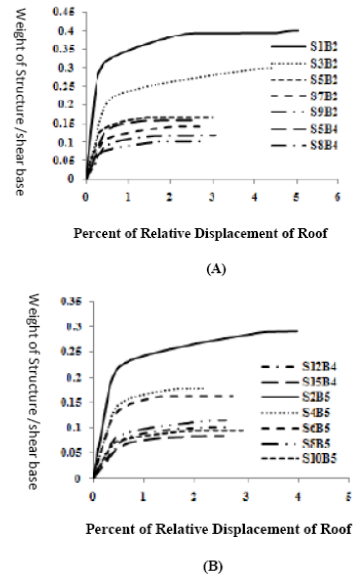 0.45
0.4
0.35
0.3
0.25
0.2
0.15
0.1
0.05
0
0 1 2 3 4 5 6
Weight of Structure /shear base
S1B2
S3B2
S5B2
S7B2
S9B2
S5B4
S8B4
Percent of Relative Displacement of Roof
(A)
0.35
0.3
0.25
0.2
0.15
0.1
0.05
0
0 1 2 3 4 5
Weight of Structure /shear base
S12B4
S15B4
S2B5
S4B5
S6B5
S8B5
S10B5
Percent of Relative Displacement of Roof
(B)